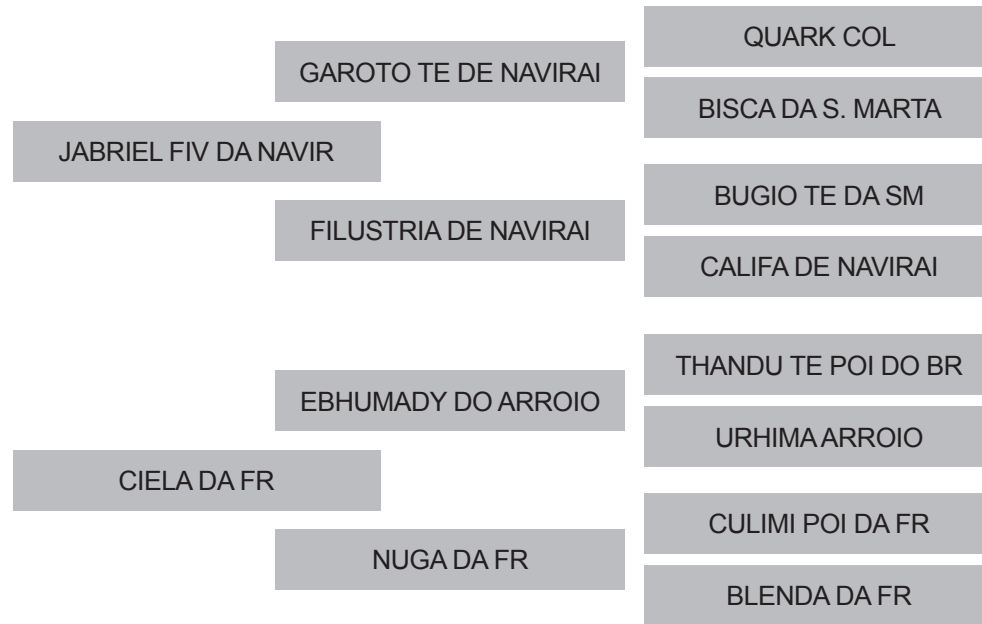 QUARK COL
GAROTO TE DE NAVIRAI
BISCA DA S. MARTA
JABRIEL FIV DA NAVIR
BUGIO TE DA SM
FILUSTRIA DE NAVIRAI
CALIFA DE NAVIRAI
THANDU TE POI DO BR
EBHUMADY DO ARROIO
URHIMA ARROIO
CIELA DA FR
CULIMI POI DA FR
NUGA DA FR
BLENDA DA FR